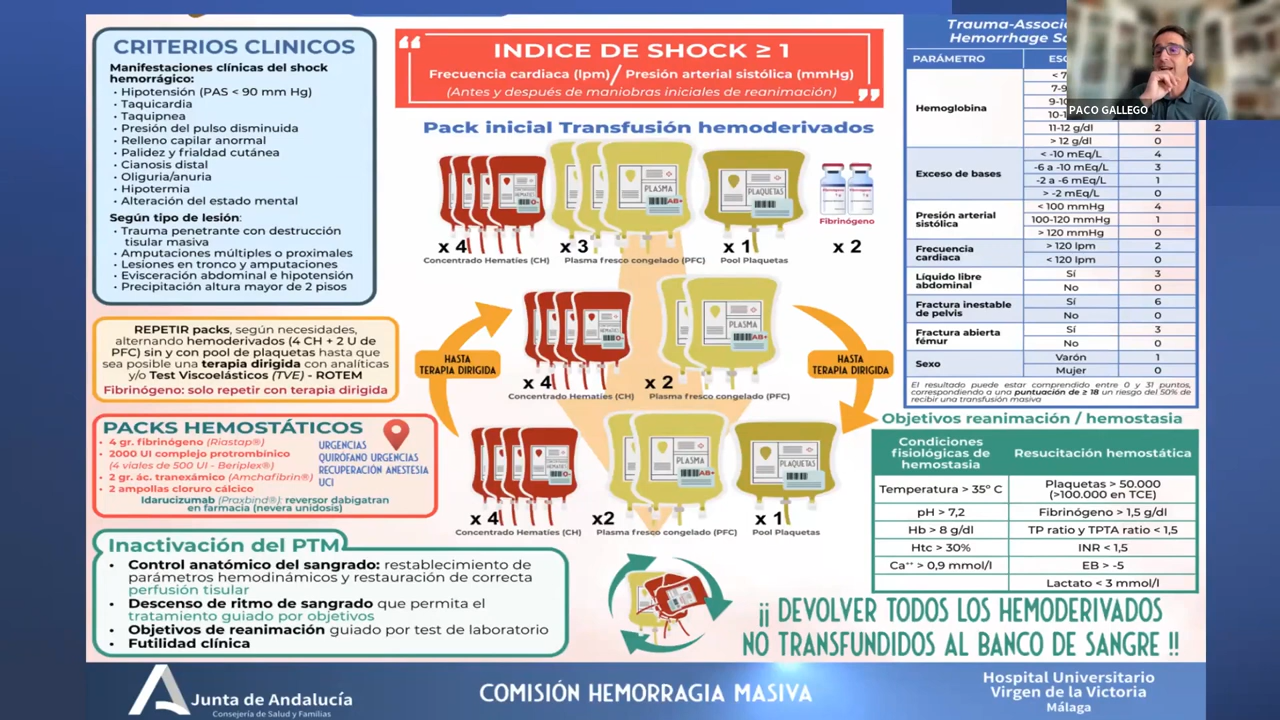 CRITERIOS CLINICOS
Manifestaciones clínicas del shock
hemorrágico:
• Hipotensión (PAS < 90 mm Hg)
• Taquicardia
• Taquipnea
• Presión del pulso disminuida
• Relleno capilar anormal
• Palidez y frialdad cutánea
• Cianosis distal
• Oliguria/anuria
• Hipotermia
• Alteración del estado mental
Según tipo de lesión:
• Trauma penetrante con destrucción
tisular masiva
• Amputaciones múltiples o proximales
• Lesiones en tronco y amputaciones
• Evisceración abdominal e hipotensión
• Precipitación altura mayor de 2 pisos
REPETIR packs, según necesidades,
alternando hemoderivados (4 CH + 2 U de
PFC) sin y con pool de plaquetas hasta que
sea posible una terapia dirigida con analíticas
y/o Test Viscoelásticos (TVE) - ROTEM
Fibrinógeno: solo repetir con terapia dirigida
PACKS HEMOSTÁTICOS
• 4 gr. fibrinógeno (Riastap®)
• 2000 UI complejo protrombínico
(4 viales de 500 UI - Beriplex®)
• 2 gr. ác. tranexámico (Amchafibrin®)
• 2 ampollas cloruro cálcico
Idarucizumab (Praxbind®): reversor dabigatran
en farmacia (nevera unidosis)
URGENCIAS
QUIRÓFANO URGENCIAS
RECUPERACIÓN ANESTESIA
UCI
Inactivación del PTM
• Control anatómico del sangrado: restablecimiento de
parámetros hemodinámicos y restauración de correcta
perfusión tisular
• Descenso de ritmo de sangrado que permita el
tratamiento guiado por objetivos
• Objetivos de reanimación guiado por test de laboratorio
• Futilidad clínica
“ INDICE DE SHOCK ≥ 1
Frecuencia cardiaca (lpm)/ Presión arterial sistólica (mmHg)
(Antes y después de maniobras iniciales de reanimación) ”
Pack inicial Transfusión hemoderivados
CONCENTRADO HEMATÍES
O-
PLASMA
AB+
PLAQUETAS
Fibrinógeno
x 4 x 3 x 1 x 2
Concentrado Hematíes (CH) Plasma fresco congelado (PFC) Pool Plaquetas
HASTA
TERAPIA DIRIGIDA
PLASMA
AB+
HASTA
TERAPIA DIRIGIDA
x 4 x 2
Concentrado Hematíes (CH) Plasma fresco congelado (PFC)
O-
PLASMA
AB+
PLAQUETAS
x 4 x2 x 1
Concentrado Hematíes (CH) Plasma fresco congelado (PFC) Pool Plaquetas
Trauma-Associ
Hemorrhage Sc
PARÁMETRO ES
Hemoglobina
< 7
7-9
9-10
10-1
11-12 g/dl 2
> 12 g/dl 0
Exceso de bases
< -10 mEq/L 4
-6 a -10 mEq/L 3
-2 a -6 mEq/L 1
> -2 mEq/L 0
Presión arterial
sistólica
< 100 mmHg 4
100-120 mmHg 1
> 120 mmHg 0
Frecuencia
cardiaca
> 120 lpm 2
< 120 lpm 0
Líquido libre
abdominal
Sí 3
No 0
Fractura inestable
de pelvis
Sí 6
No 0
Fractura abierta
fémur
Sí 3
No 0
Sexo
Varón 1
Mujer 0
El resultado puede estar comprendido entre 0 y 31 puntos,
correspondiendo a una puntuación de ≥ 18 un riesgo del 50% de
recibir una transfusión masiva
PACO GALLEGO
Objetivos reanimación / hemostasia
Condiciones
fisiológicas de
hemostasia
Resucitación hemostática
Temperatura > 35º C Plaquetas > 50.000
(>100.000 en TCE)
pH > 7,2 Fibrinógeno > 1,5 g/dl
Hb > 8 g/dl TP ratio y TPTA ratio < 1,5
Htc > 30% INR < 1,5
Ca⁺⁺ > 0,9 mmol/l EB > -5
Lactato < 3 mmol/l
¡¡ DEVOLVER TODOS LOS HEMODERIVADOS
NO TRANSFUNDIDOS AL BANCO DE SANGRE !!
Junta de Andalucía
Consejería de Salud y Familias
COMISIÓN HEMORRAGIA MASIVA
Hospital Universitario
Virgen de la Victoria
Málaga